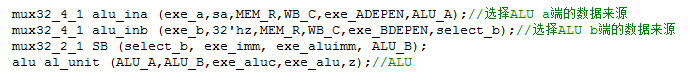 mux32_4_1 alu_ina (exe_a,sa,MEM_R,WB_C,exe_ADEPEN,ALU_A);//选择ALU a端的数据来源
mux32_4_1 alu_inb (exe_b,32'hz,MEM_R,WB_C,exe_BDEPEN,select_b);//选择ALU b端的数据来源
mux32_2_1 SB (select_b, exe_imm, exe_aluimm, ALU_B);
alu al_unit (ALU_A,ALU_B,exe_aluc,exe_alu,z);//ALU